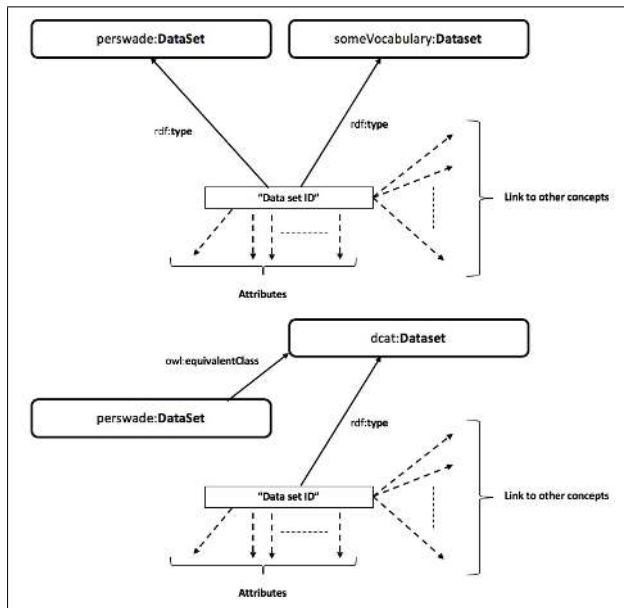 perswade:DataSet
someVocabulary:Dataset
rdf:type
rdf:type
"Data set ID"
Link to other concepts
Attributes
dcat:Dataset
owl:equivalentClass
perswade:DataSet
rdf:type
"Data set ID"
Link to other concepts
Attributes